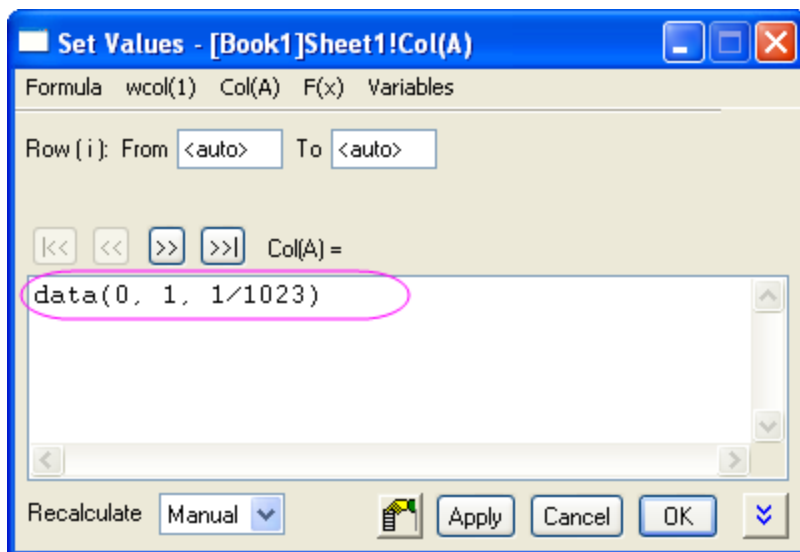 Set Values - [Book1]Sheet1!Col(A)
Formula wcol(1) Col(A) F(x) Variables
Row ( i ): From <auto> To <auto>
|<< << >> >>| Col(A) =
data(0, 1, 1/1023)
Recalculate Manual Apply Cancel OK